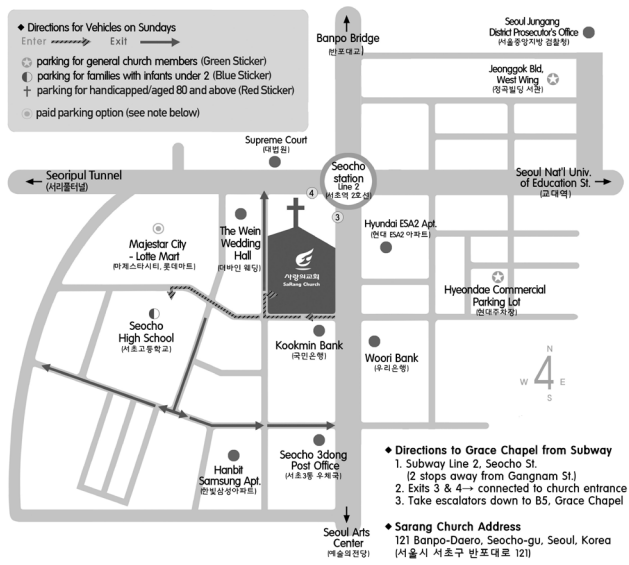 ◆ Directions for Vehicles on Sundays
Enter Exit
parking for general church members (Green Sticker)
parking for families with infants under 2 (Blue Sticker)
parking for handicapped/aged 80 and above (Red Sticker)
paid parking option (see note below)
Banpo Bridge
(반포대교)
Seoul Jungang
District Prosecutor's Office
(서울중앙지방 검찰청)
Jeonggok Bld,
West Wing
(정곡빌딩 서관)
Supreme Court
(대법원)
Seoripul Tunnel
(서리풀터널)
Seocho
station
Line 2
(서초역 2호선)
4
3
Seoul Nat'l Univ.
of Education St.
(교대역)
The Wein
Wedding
Hall
(더바인 웨딩)
Majestar City
- Lotte Mart
(마제스타시티, 롯데마트)
사랑의교회
SaRang Church
Hyundai ESA2 Apt.
(현대 ESA2 아파트)
Hyeondae Commercial
Parking Lot
(현대주차장)
Seocho
High School
(서초고등학교)
Kookmin Bank
(국민은행)
Woori Bank
(우리은행)
N
W 4 E
S
Hanbit
Samsung Apt.
(한빛삼성아파트)
Seocho 3dong
Post Office
(서초3동 우체국)
Seoul Arts
Center
(예술의전당)
◆ Directions to Grace Chapel from Subway
1. Subway Line 2, Seocho St.
(2 stops away from Gangnam St.)
2. Exits 3 & 4→ connected to church entrance
3. Take escalators down to B5, Grace Chapel
◆ Sarang Church Address
121 Banpo-Daero, Seocho-gu, Seoul, Korea
(서울시 서초구 반포대로 121)